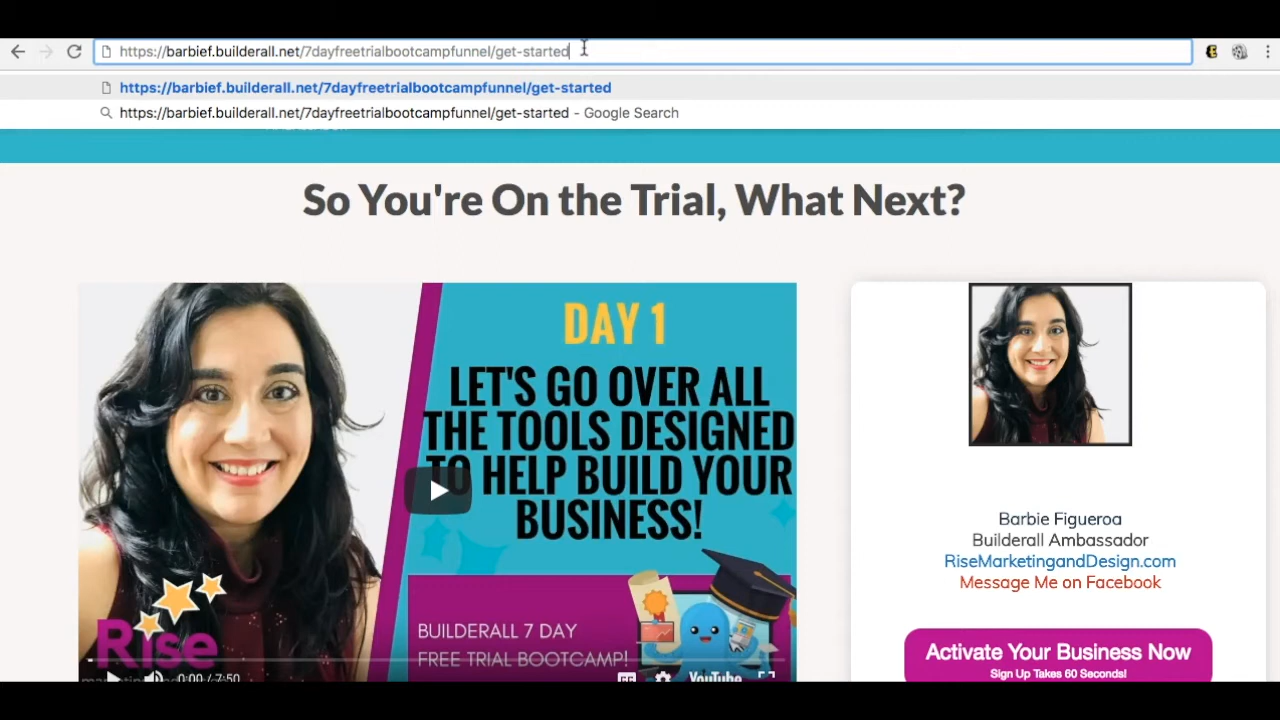 https://barbief.builderall.net/7dayfreetrialbootcampfunnel/get-started
https://barbief.builderall.net/7dayfreetrialbootcampfunnel/get-started
https://barbief.builderall.net/7dayfreetrialbootcampfunnel/get-started - Google Search
So You're On the Trial, What Next?
DAY 1
LET'S GO OVER ALL
THE TOOLS DESIGNED
TO HELP BUILD YOUR
BUSINESS!
BUILDERALL 7 DAY
FREE TRIAL BOOTCAMP!
Rise
0:00 / 7:50
CC
YouTube
Barbie Figueroa
Builderall Ambassador
RiseMarketingandDesign.com
Message Me on Facebook
Activate Your Business Now
Sign Up Takes 60 Seconds!